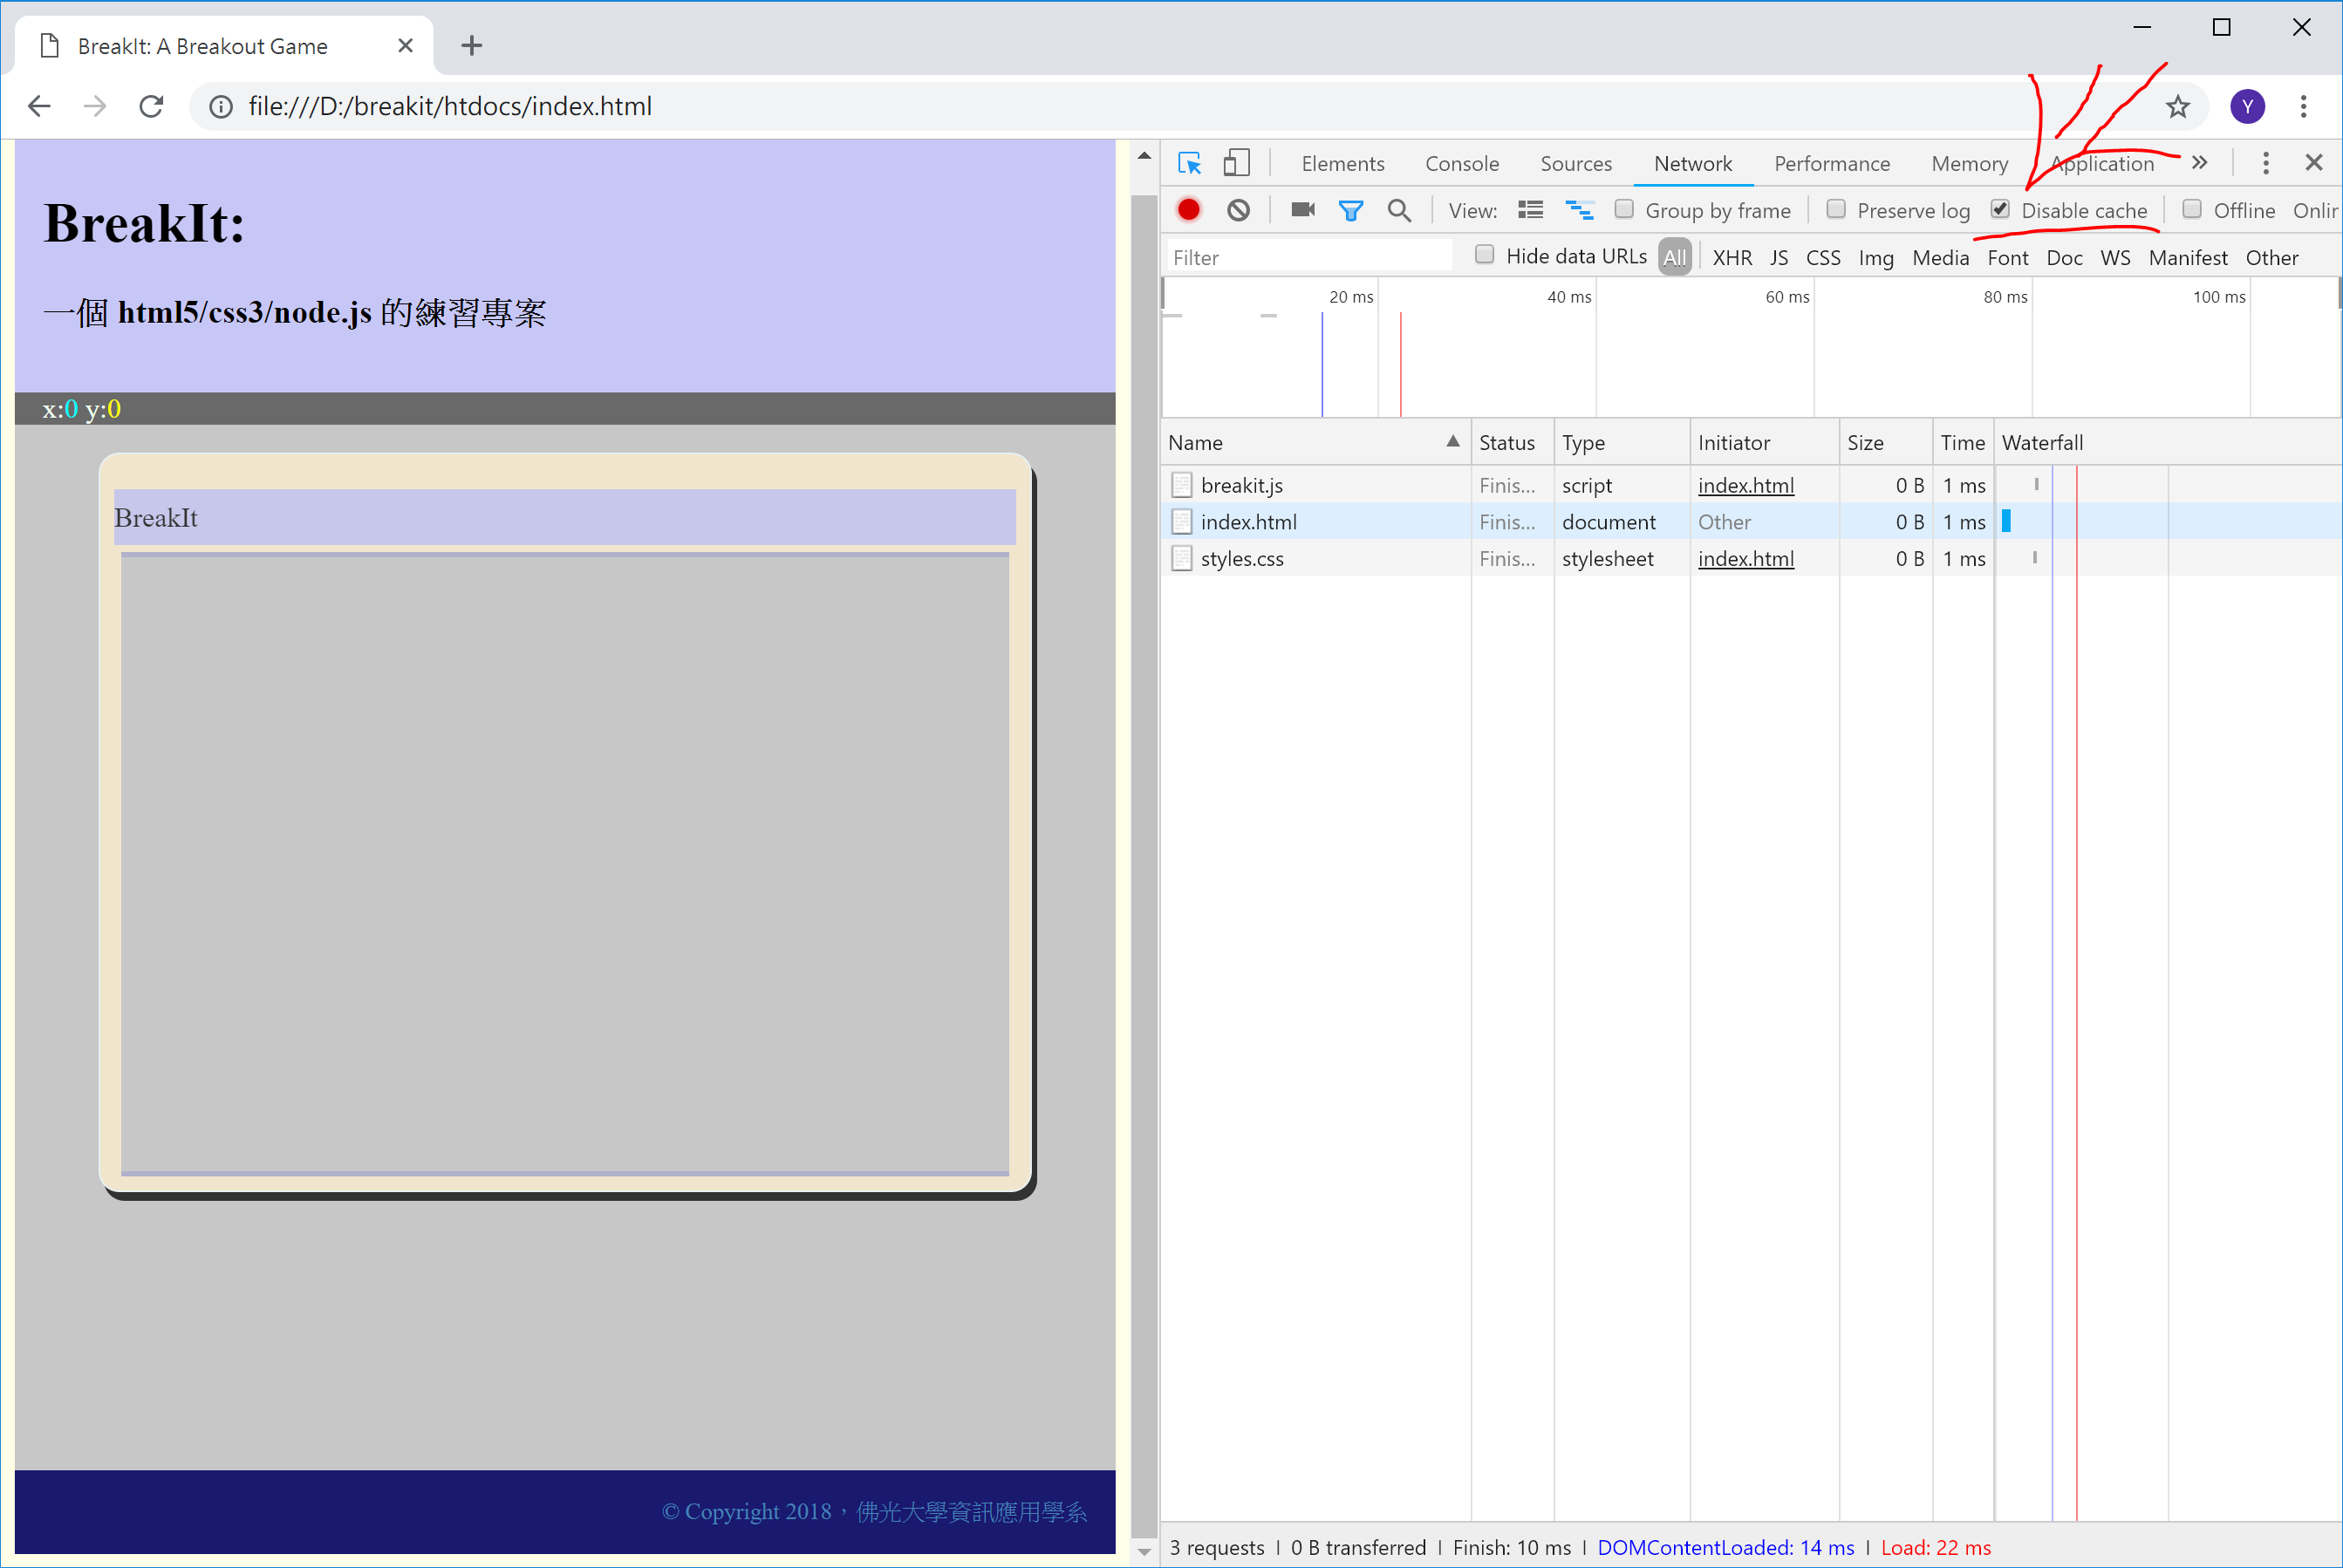 BreakIt: A Breakout Game
file:///D:/breakit/htdocs/index.html
Y
BreakIt:
一個 html5/css3/node.js 的練習專案
x:0 y:0
BreakIt
© Copyright 2018，佛光大學資訊應用學系
Elements Console Sources Network Performance Memory Application
View: Group by frame Preserve log Disable cache Offline Onlir
Filter Hide data URLs All XHR JS CSS Img Media Font Doc WS Manifest Other
20 ms 40 ms 60 ms 80 ms 100 ms
Name Status Type Initiator Size Time Waterfall
breakit.js Finis... script index.html 0 B 1 ms
index.html Finis... document Other 0 B 1 ms
styles.css Finis... stylesheet index.html 0 B 1 ms
3 requests | 0 B transferred | Finish: 10 ms | DOMContentLoaded: 14 ms | Load: 22 ms